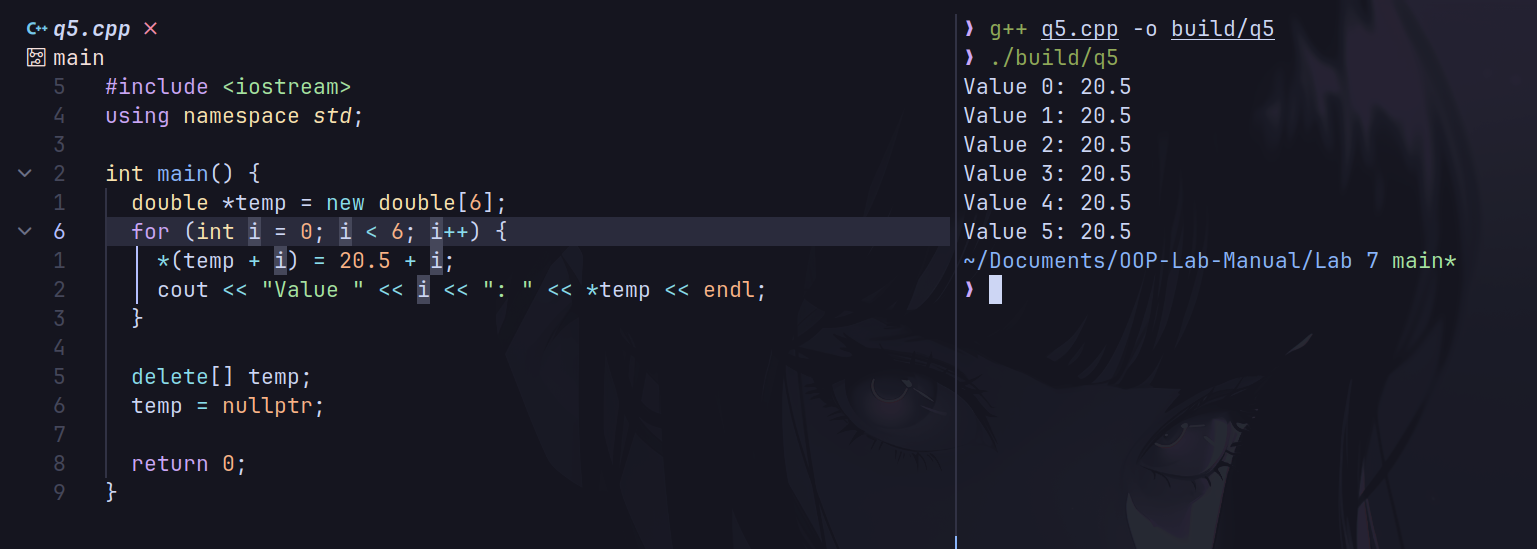 C++ q5.cpp ×
main
5 #include <iostream>
4 using namespace std;
3
2 int main() {
1 double *temp = new double[6];
6 for (int i = 0; i < 6; i++) {
1 *(temp + i) = 20.5 + i;
2 cout << "Value " << i << ": " << *temp << endl;
3 }
4
5 delete[] temp;
6 temp = nullptr;
7
8 return 0;
9 }
❯ g++ q5.cpp -o build/q5
❯ ./build/q5
Value 0: 20.5
Value 1: 20.5
Value 2: 20.5
Value 3: 20.5
Value 4: 20.5
Value 5: 20.5
~/Documents/OOP-Lab-Manual/Lab 7 main*
❯